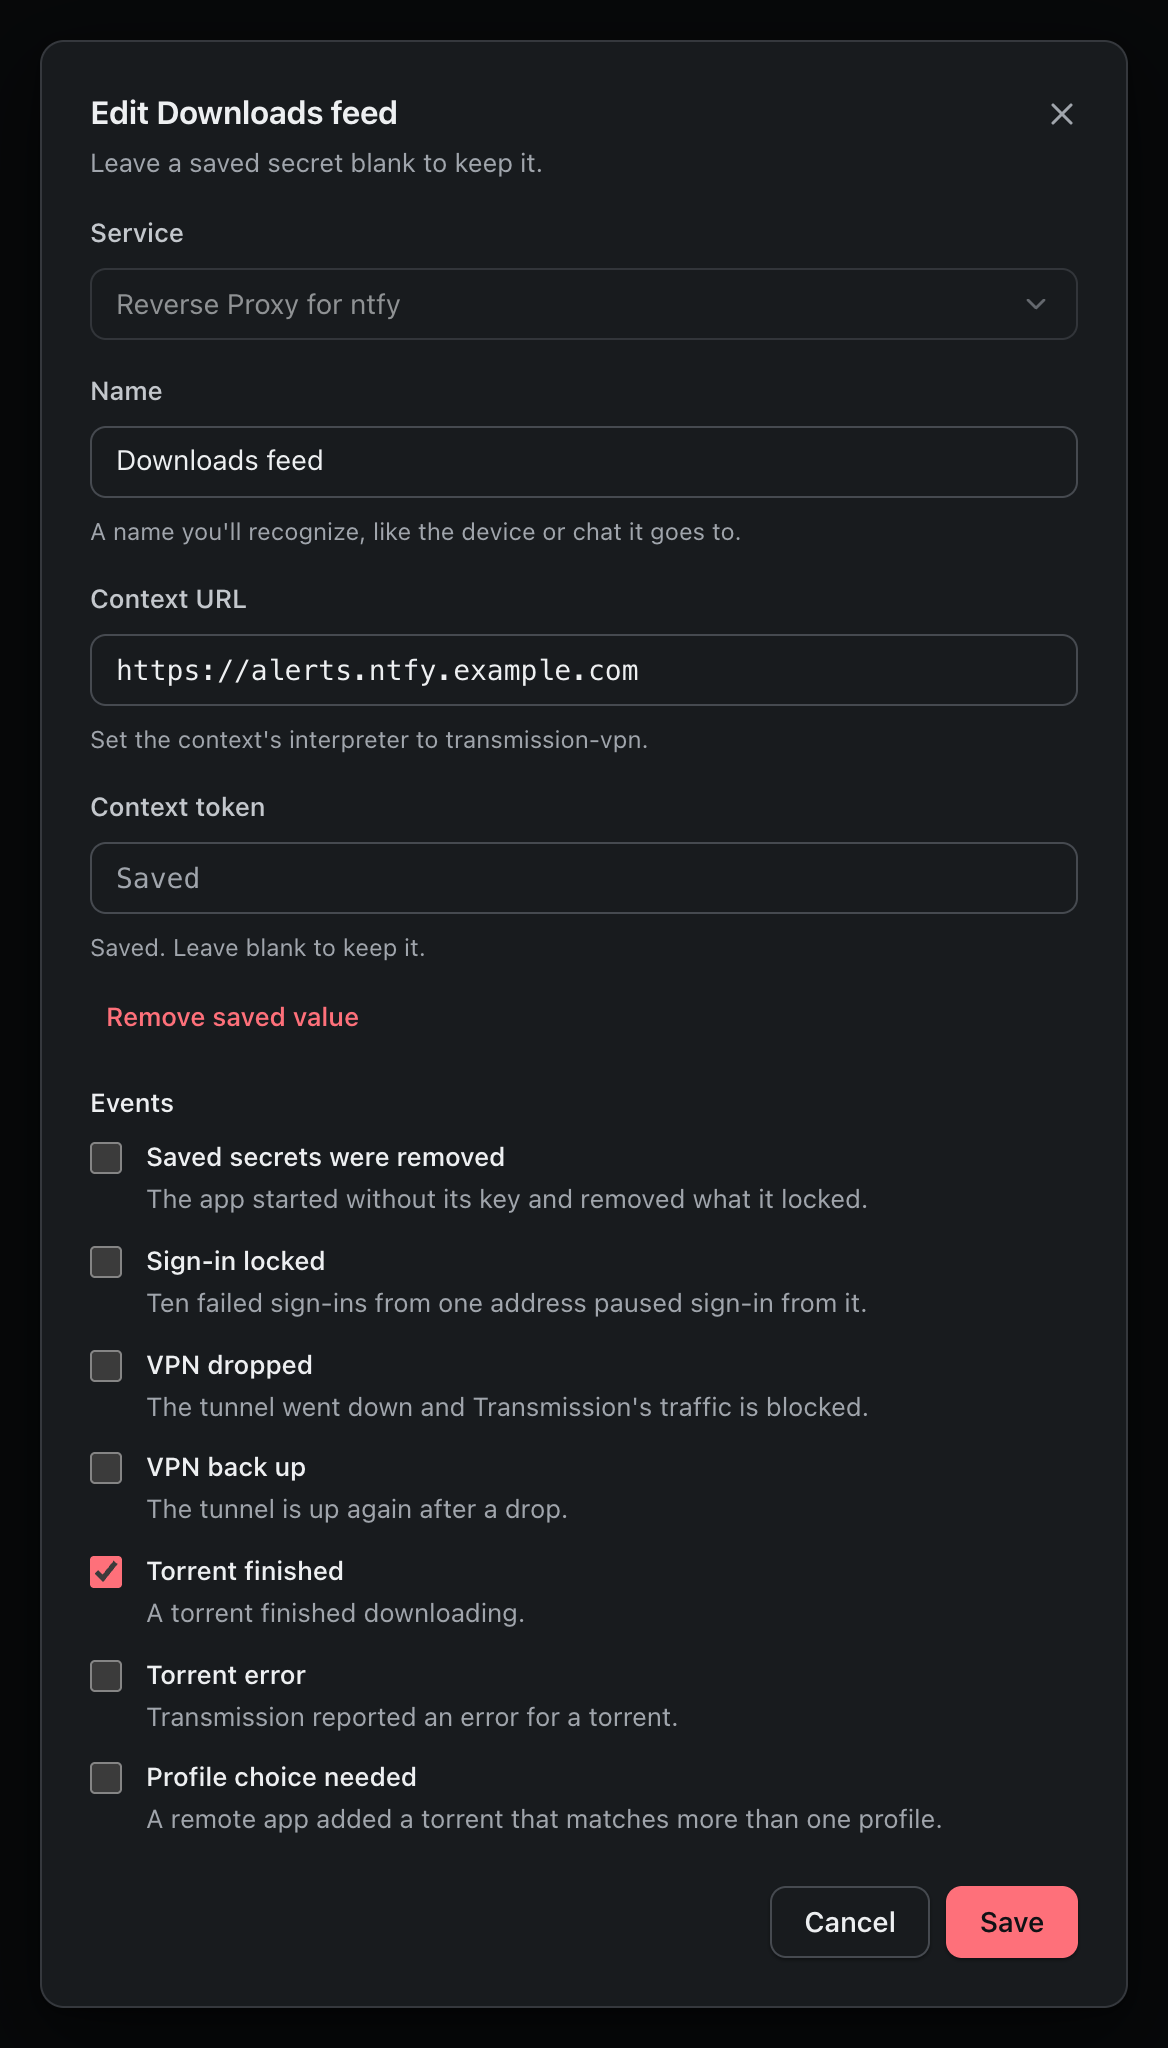 Edit Downloads feed
Leave a saved secret blank to keep it.
Service
Reverse Proxy for ntfy
Name
Downloads feed
A name you'll recognize, like the device or chat it goes to.
Context URL
https://alerts.ntfy.example.com
Set the context's interpreter to transmission-vpn.
Context token
Saved
Saved. Leave blank to keep it.
Remove saved value
Events
Saved secrets were removed
The app started without its key and removed what it locked.
Sign-in locked
Ten failed sign-ins from one address paused sign-in from it.
VPN dropped
The tunnel went down and Transmission's traffic is blocked.
VPN back up
The tunnel is up again after a drop.
Torrent finished
A torrent finished downloading.
Torrent error
Transmission reported an error for a torrent.
Profile choice needed
A remote app added a torrent that matches more than one profile.
Cancel Save